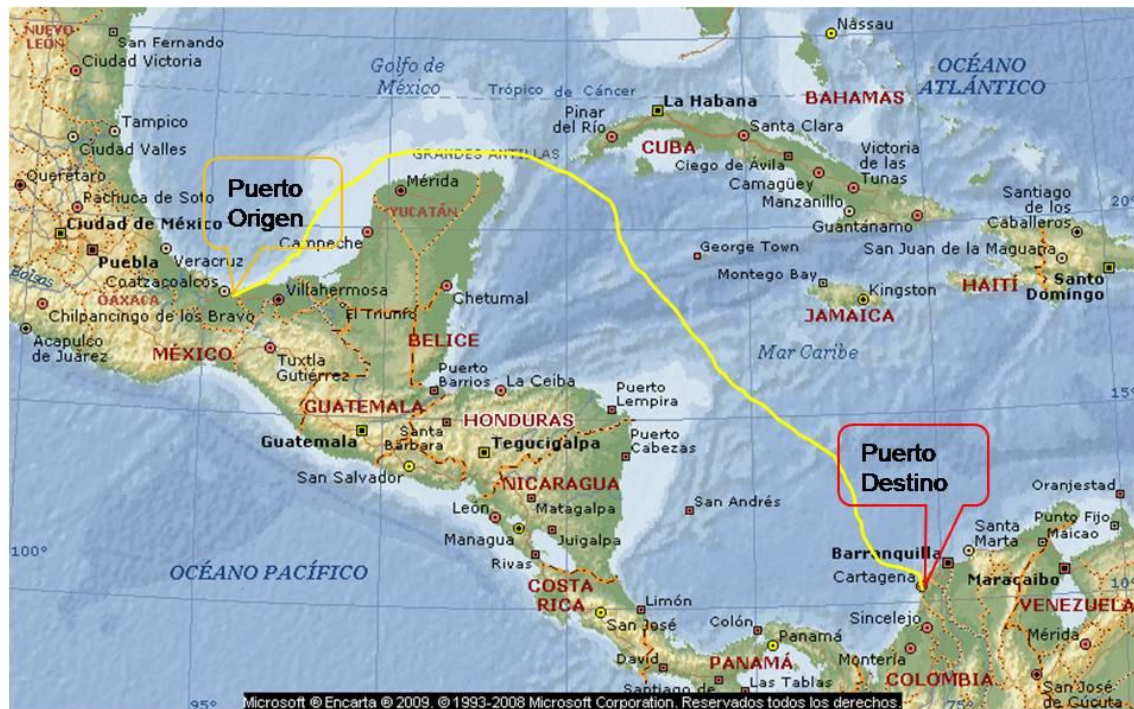 NUEVO
LEÓN
San Fernando
Ciudad Victoria
Golfo de
México
Nassau
OCÉANO
ATLÁNTICO
Trópico de Cáncer
BAHAMAS
La Habana
Pinar
del Río
Santa Clara
CUBA
Tampico
Ciudad Valles
GRANDES ANTILLAS
Ciego de Ávila
Victoria
de las
Tunas
Camagüey
Manzanillo
Guantánamo
Santiago
de los
Caballeros
20°
Querétaro
Pachuca de Soto
Puerto
Origen
Mérida
YUCATÁN
Ciudad de México
Puebla
Campeche
Veracruz
Coatzacoalcos
Balsas
OAXACA
Villahermosa
Chetumal
George Town
San Juan de la Maguana
Montego Bay
Kingston
JAMAICA
HAITÍ
Santo
Domingo
Chilpancingo de los Bravo
El Triunfo
Acapulco
de Juárez
MÉXICO
BELICE
Tuxtla
Gutiérrez
Puerto
Barrios
La Ceiba
Mar Caribe
Puerto
Lempira
15°
GUATEMALA
HONDURAS
Santa
Bárbara
Guatemala
Tegucigalpa
Puerto
Cabezas
San Salvador
NICARAGUA
Puerto
Destino
León
Matagalpa
San Andrés
Oranjestad
Managua
Juigalpa
Santa
Marta
Punto Fijo
Maicao
100°
Rivas
Barranquilla
OCÉANO PACÍFICO
Cartagena
Maracaibo
10°
COSTA
RICA
Limón
VENEZUELA
San José
Colón
Panamá
Sincelejo
Mérida
David
PANAMÁ
Montería
Santiago de
Las Tablas
COLOMBIA
San José
de Cúcuta
95°
75°
Microsoft ® Encarta ® 2009. © 1993-2008 Microsoft Corporation. Reservados todos los derechos.